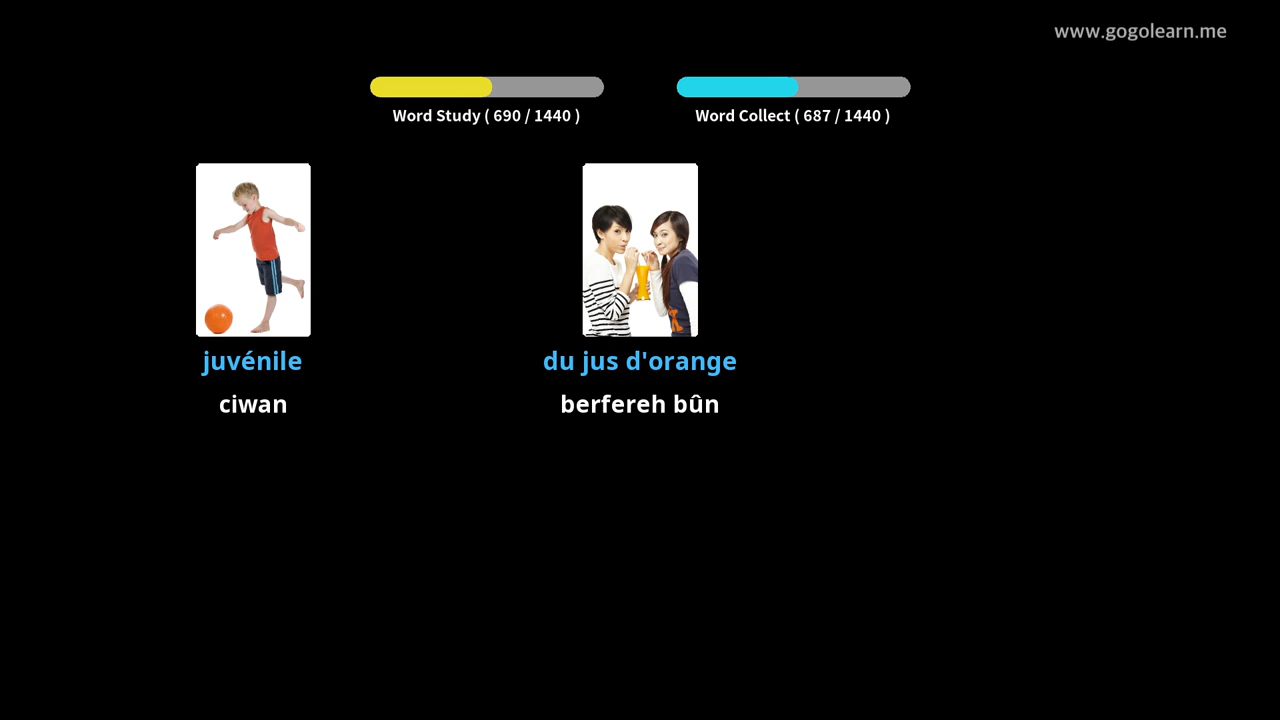 www.gogolearn.me
Word Study ( 690 / 1440 )
Word Collect ( 687 / 1440 )
juvénile
du jus d'orange
ciwan
berfereh bûn